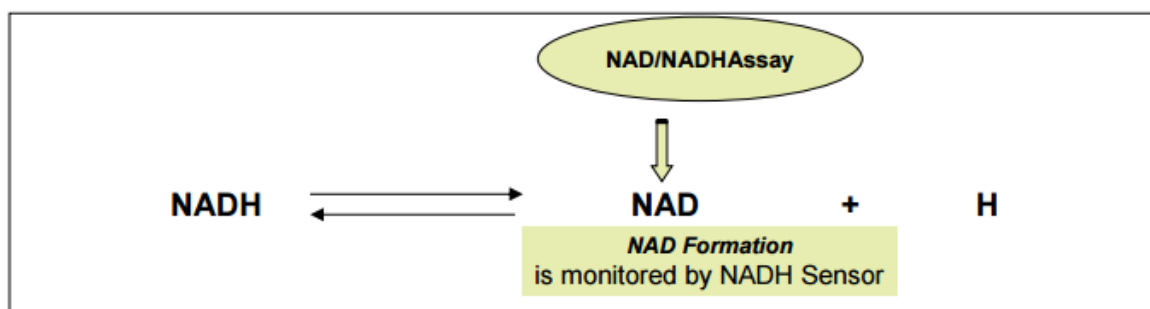 NAD/NADHAssay
NADH NAD + H
NAD Formation
is monitored by NADH Sensor